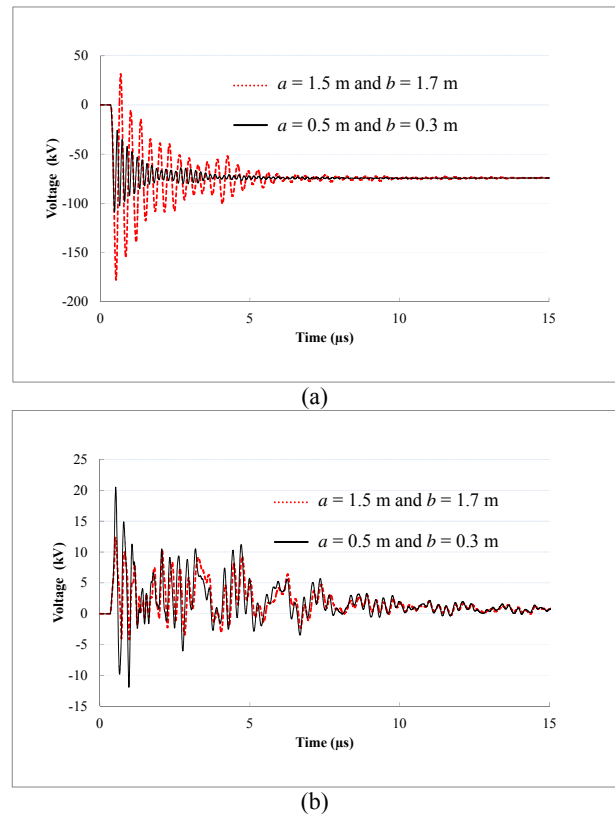 50
0
-50
-100
-150
-200
Voltage (kV)
a = 1.5 m and b = 1.7 m
a = 0.5 m and b = 0.3 m
0 5 10 15
Time (µs)
(a)
25
20
15
10
5
0
-5
-10
-15
Voltage (kV)
a = 1.5 m and b = 1.7 m
a = 0.5 m and b = 0.3 m
0 5 10 15
Time (µs)
(b)